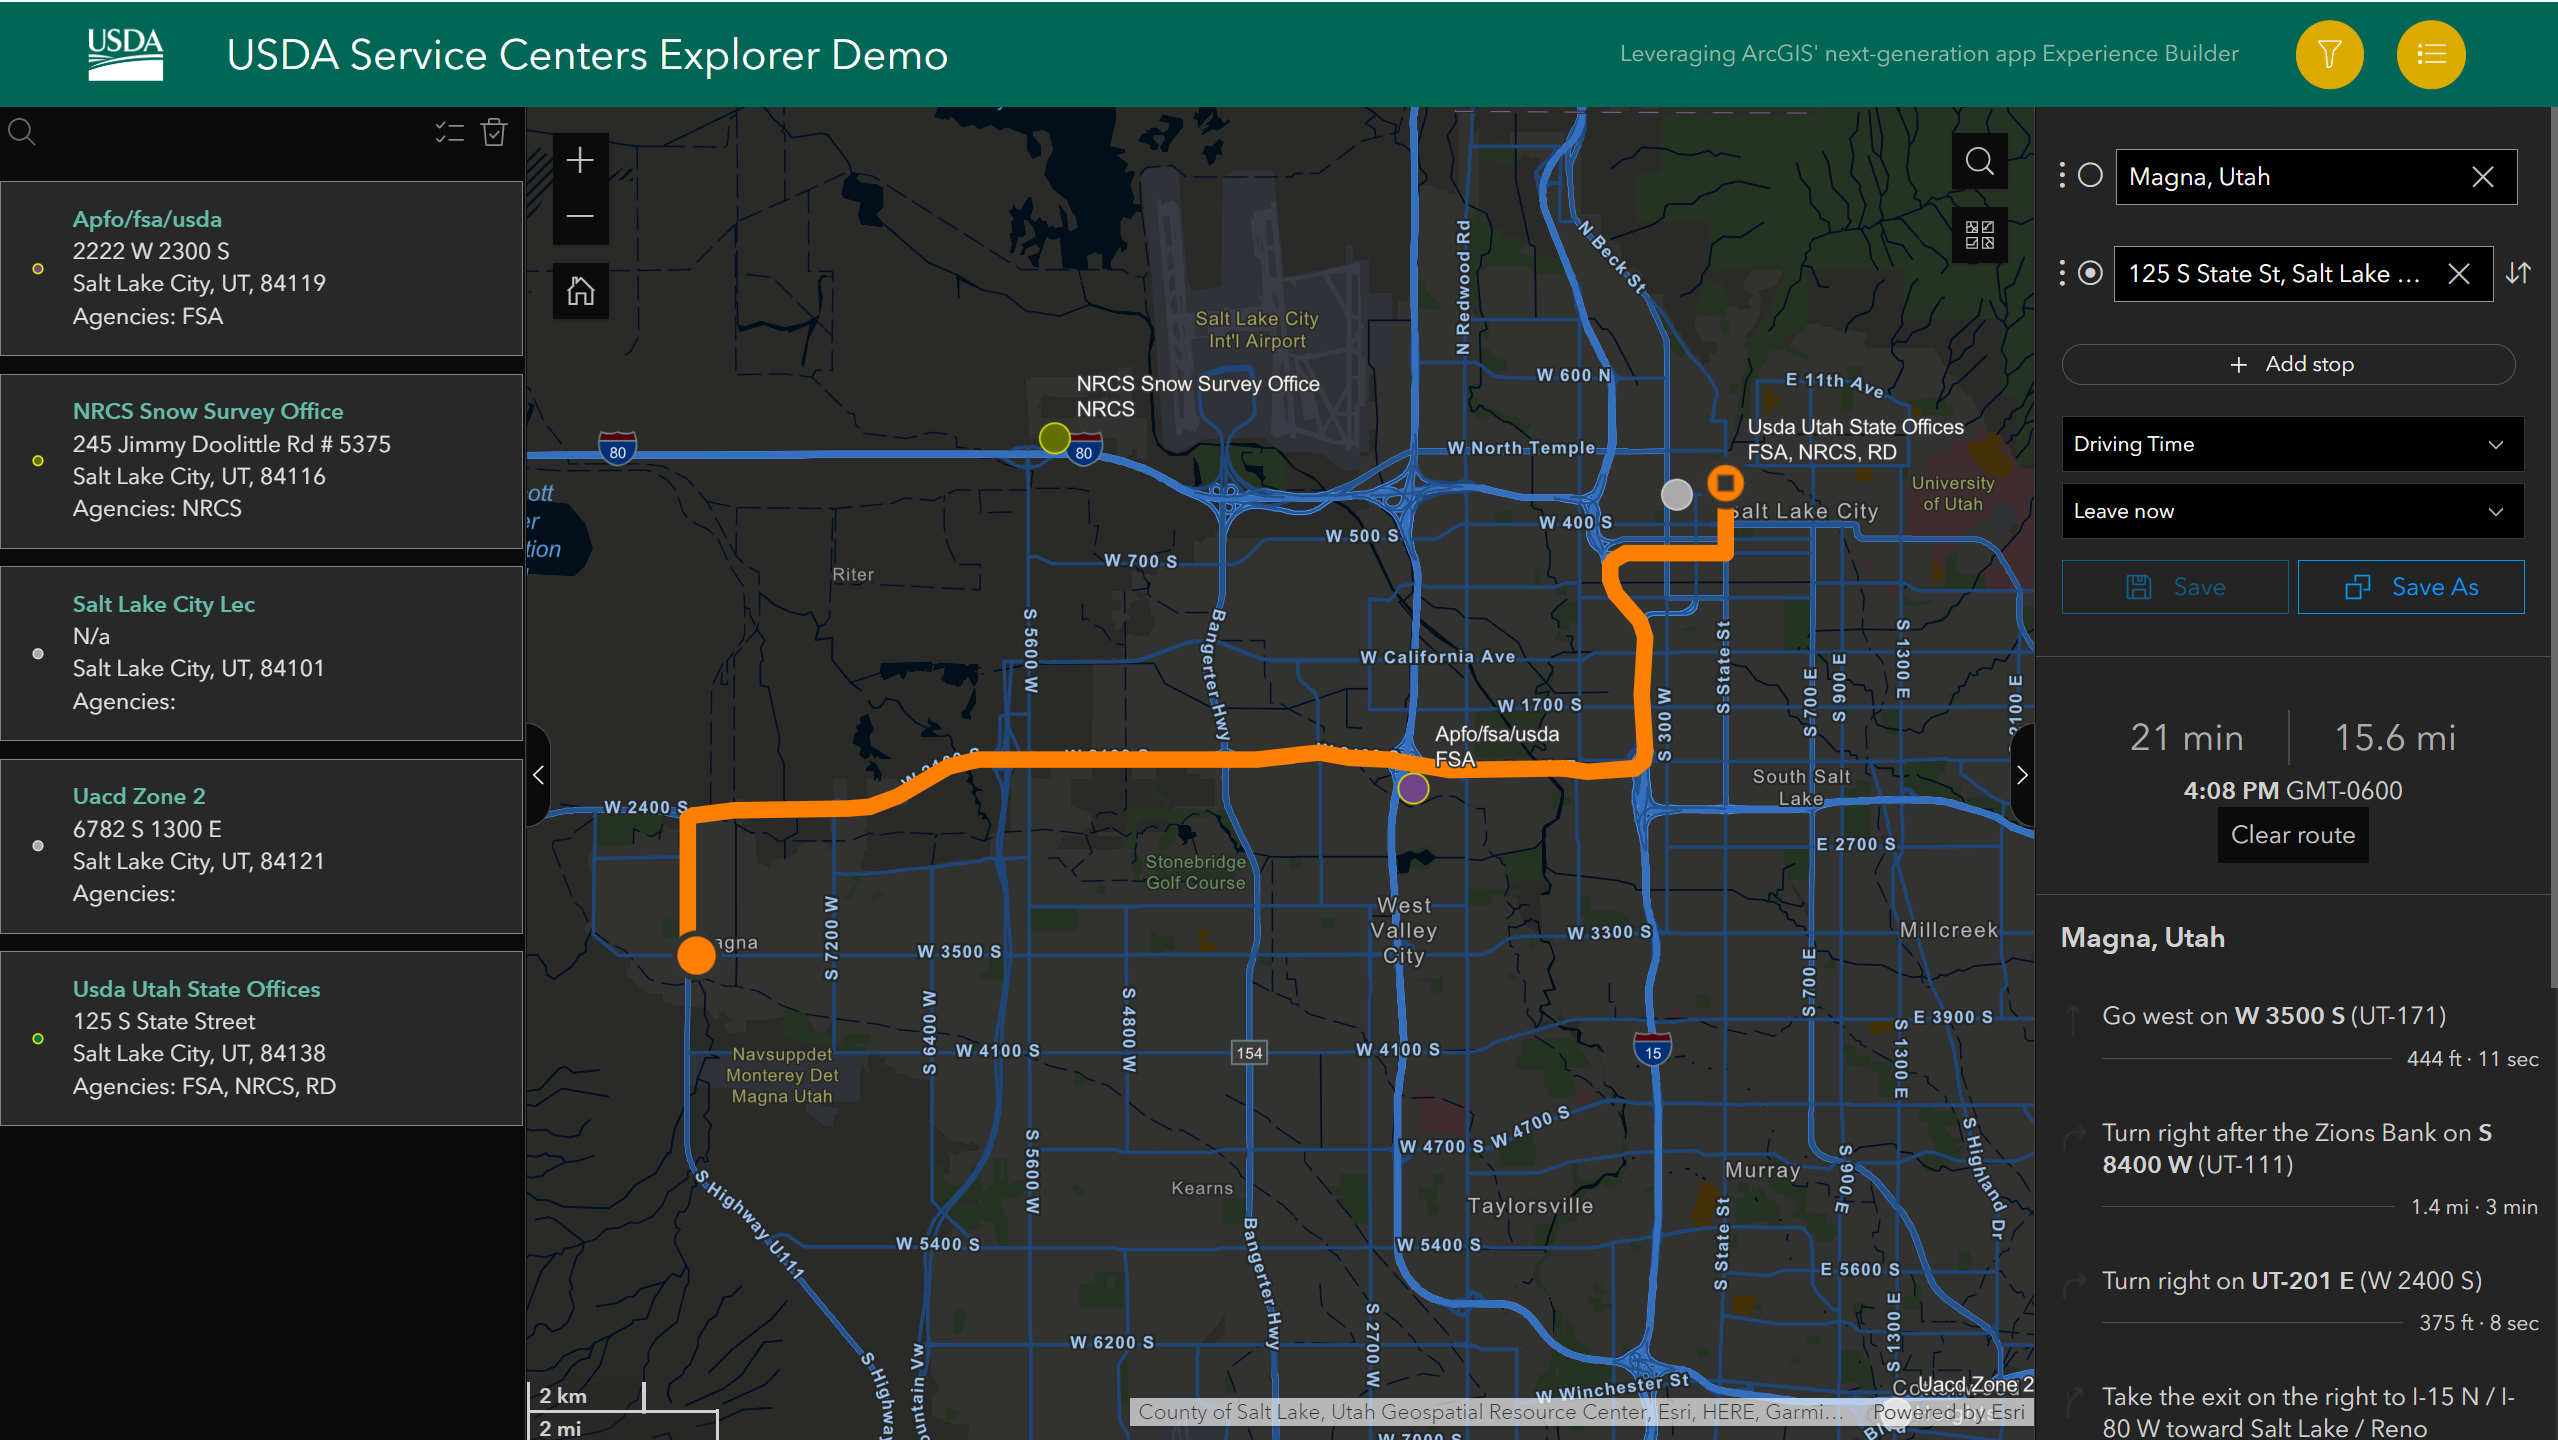 USDA
USDA Service Centers Explorer Demo
Leveraging ArcGIS' next-generation app Experience Builder
Apfo/fsa/usda
2222 W 2300 S
Salt Lake City, UT, 84119
Agencies: FSA
NRCS Snow Survey Office
245 Jimmy Doolittle Rd # 5375
Salt Lake City, UT, 84116
Agencies: NRCS
Salt Lake City Lec
N/a
Salt Lake City, UT, 84101
Agencies:
Uacd Zone 2
6782 S 1300 E
Salt Lake City, UT, 84121
Agencies:
Usda Utah State Offices
125 S State Street
Salt Lake City, UT, 84138
Agencies: FSA, NRCS, RD
N Redwood Rd
N Beck St
Salt Lake City
Int'l Airport
NRCS Snow Survey Office
NRCS
W 600 N
E 11th Ave
Usda Utah State Offices
FSA, NRCS, RD
80
80
W North Temple
University
of Utah
Salt Lake City
W 400 S
W 500 S
W 700 S
Riter
Bangerter Hwy
S 5600 W
W California Ave
S State St
S 300 W
S 700 E
S 900 E
S 1300 E
2100 E
W 1700 S
Apfo/fsa/usda
FSA
W 2400 S
South Salt
Lake
E 2700 S
Stonebridge
Golf Course
West
Valley
City
W 3300 S
Millcreek
agna
S 7200 W
W 3500 S
S 700 E
S 6400 W
S 4800 W
W 4100 S
154
W 4100 S
15
E 3900 S
S 1300 E
Navsuppdet
Monterey Det
Magna Utah
W 4700 S
W 4700 S
S 5600 W
Kearns
Murray
S 900 E
S Highland Dr
Taylorsville
S Highway U111
W 5400 S
Bangerter Hwy
W 5400 S
S State St
E 5600 S
S 2700 W
S 1300 E
W 6200 S
S Highway
ountain Vw
W Winchester St
Uacd Zone 2
W 7000 S
2 km
2 mi
County of Salt Lake, Utah Geospatial Resource Center, Esri, HERE, Garmi...
Powered by Esri
Magna, Utah
125 S State St, Salt Lake ...
+ Add stop
Driving Time
Leave now
Save
Save As
21 min
15.6 mi
4:08 PM GMT-0600
Clear route
Magna, Utah
Go west on W 3500 S (UT-171)
444 ft · 11 sec
Turn right after the Zions Bank on S
8400 W (UT-111)
1.4 mi · 3 min
Turn right on UT-201 E (W 2400 S)
375 ft · 8 sec
Take the exit on the right to I-15 N / I-
80 W toward Salt Lake / Reno